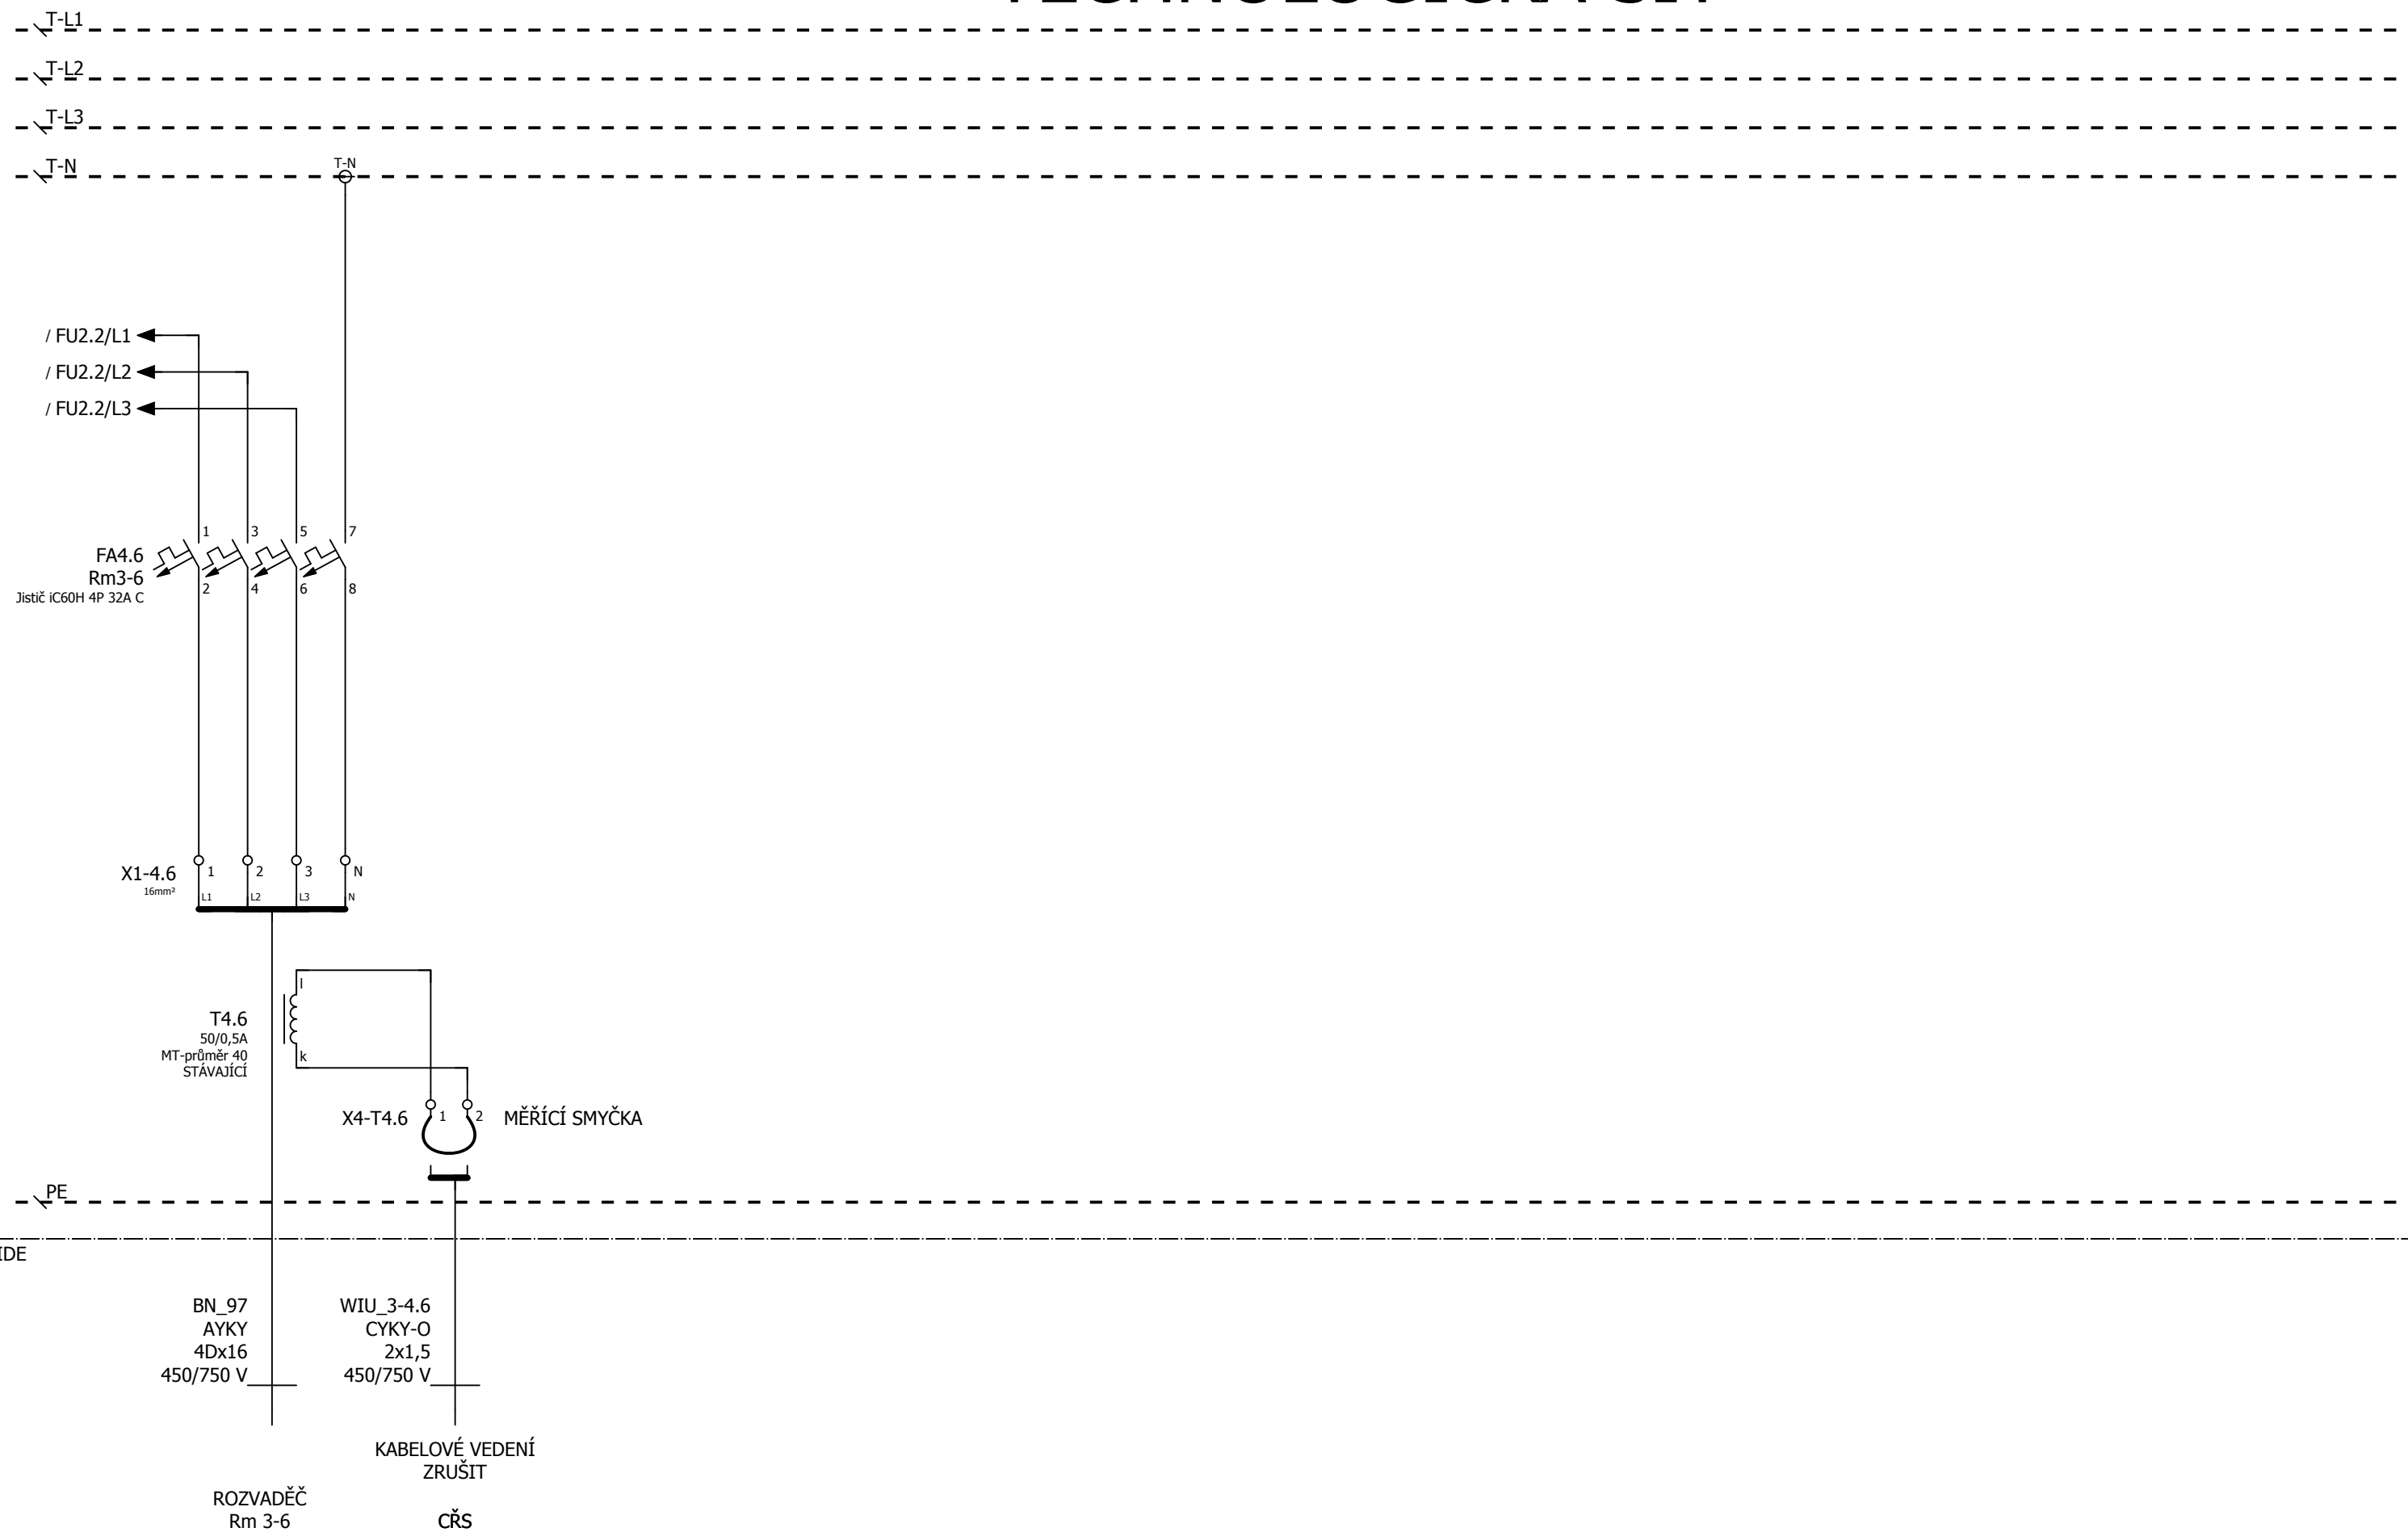 T-L1
T-L2
T-L3
T-N
T-N
/ FU2.2/L1
/ FU2.2/L2
/ FU2.2/L3
1 3 5 7
FA4.6
Rm3-6
Jistič iC60H 4P 32A C
2 4 6 8
X1-4.6
16mm²
1 2 3 N
L1 L2 L3 N
l
T4.6
50/0,5A
MT-průměr 40
STÁVAJÍCÍ
k
X4-T4.6 1 2 MĚŘÍCÍ SMYČKA
PE
BN_97
AYKY
4Dx16
450/750 V
WIU_3-4.6
CYKY-O
2x1,5
450/750 V
KABELOVÉ VEDENÍ
ZRUŠIT
ROZVADĚČ
Rm 3-6
CŘS